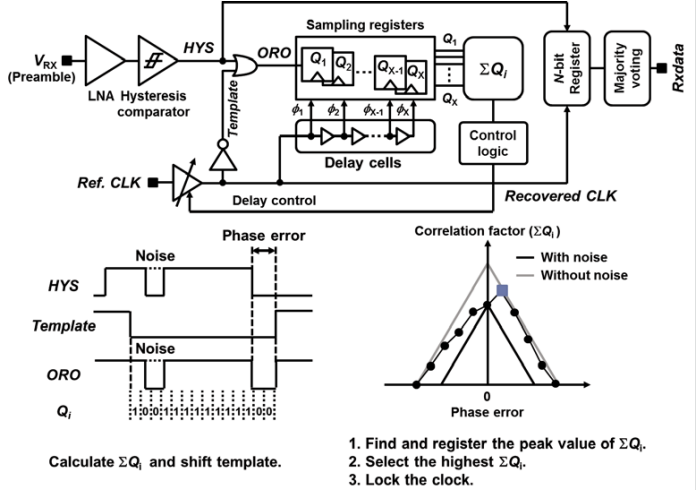 HYS
Sampling registers
V_RX
(Preamble)
LNA Hysteresis
comparator
ORO
Q_1
Q_2
Q_X-1
Q_X
Q_1
Q_X
ΣQ_i
N-bit
Register
Majority
voting
Rxdata
Template
ϕ_1
ϕ_2
ϕ_X-1
ϕ_X
Delay cells
Control
logic
Ref. CLK
Delay control
Recovered CLK
Phase error
Noise
HYS
Template
Noise
ORO
Q_i
1 0 0 1 1 1 1 1 1 1 1 0 0
Calculate ΣQ_i and shift template.
Correlation factor (ΣQ_i)
With noise
Without noise
0
Phase error
1. Find and register the peak value of ΣQ_i.
2. Select the highest ΣQ_i.
3. Lock the clock.